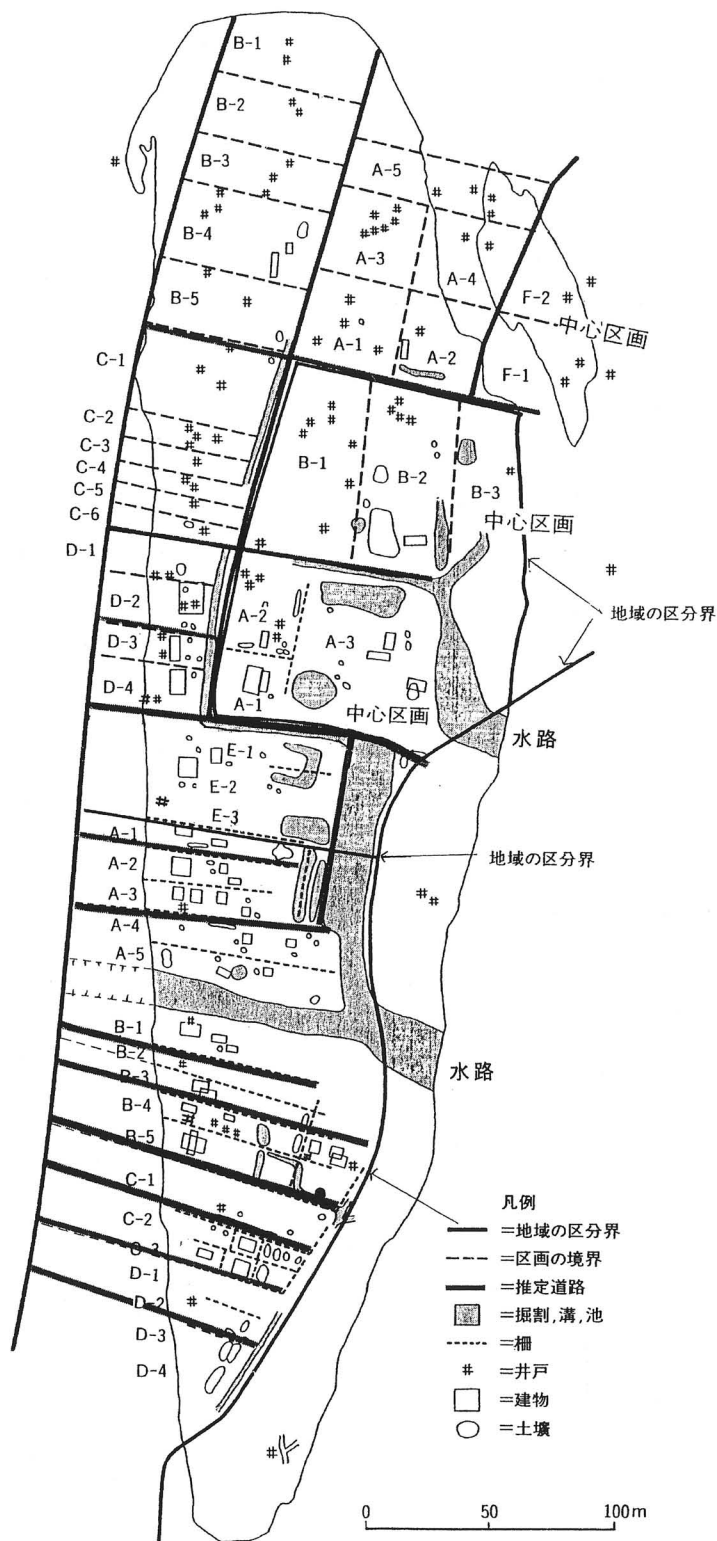 B-1
B-2
B-3
A-5
B-4
A-3
A-4
B-5
F-2
中心区画
A-1
A-2
C-1
F-1
C-2
C-3
C-4
C-5
C-6
B-1
B-2
B-3
中心区画
D-1
D-2
A-2
地域の区分界
D-3
A-3
D-4
A-1
中心区画
水路
E-1
E-2
E-3
A-1
地域の区分界
A-2
A-3
A-4
A-5
B-1
B-2
水路
B-3
B-4
B-5
C-1
C-2
C-3
D-1
D-2
D-3
D-4
凡例
=地域の区分界
=区画の境界
=推定道路
=掘割,溝,池
=柵
# =井戸
=建物
=土壙
0 50 100m